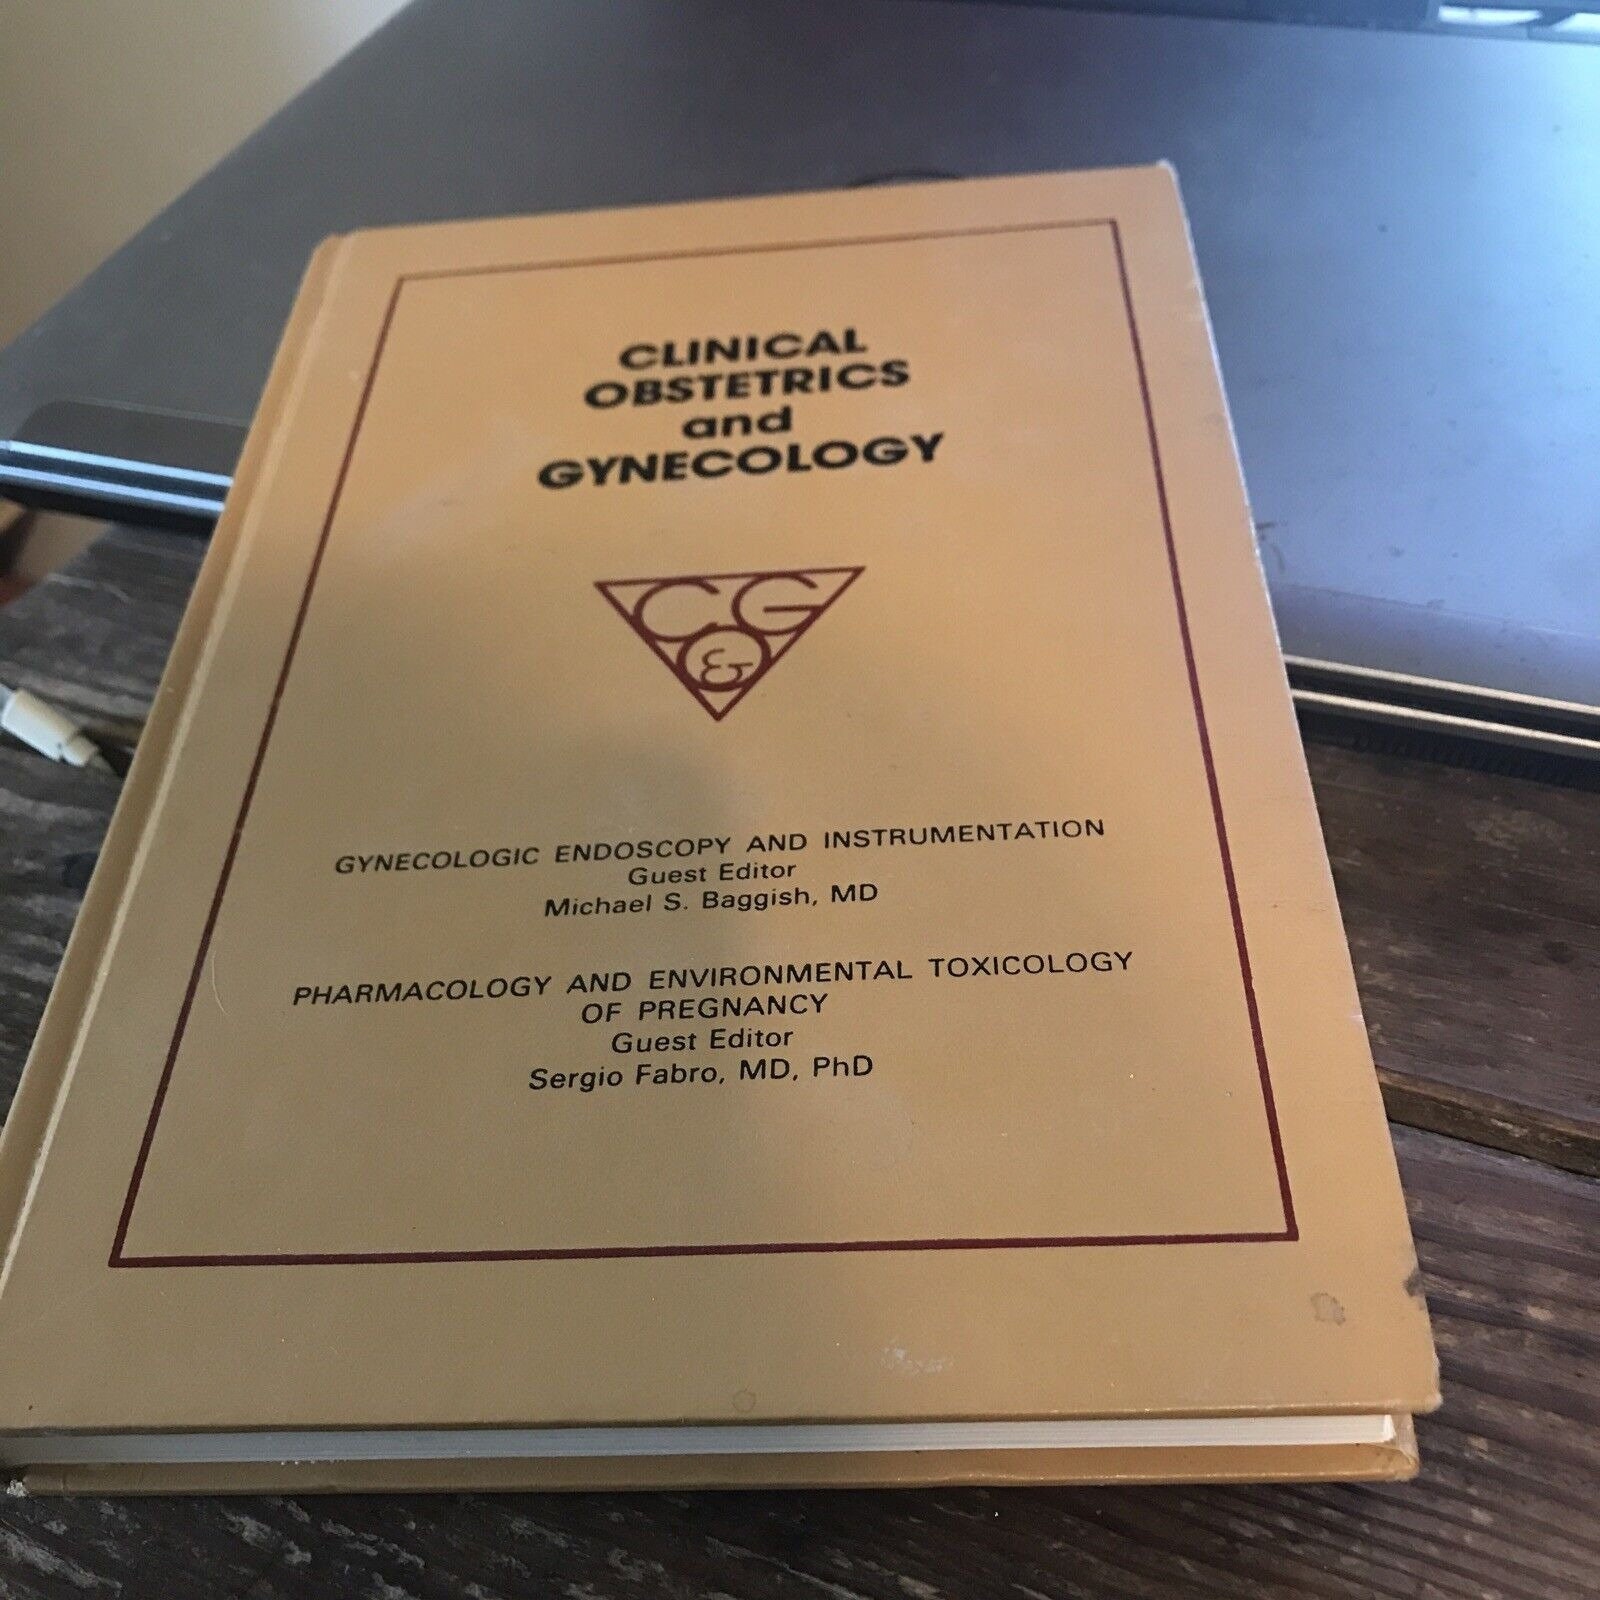 CLINICAL
OBSTETRICS
and
GYNECOLOGY
C G
& O
GYNECOLOGIC ENDOSCOPY AND INSTRUMENTATION
Guest Editor
Michael S. Baggish, MD
PHARMACOLOGY AND ENVIRONMENTAL TOXICOLOGY
OF PREGNANCY
Guest Editor
Sergio Fabro, MD, PhD